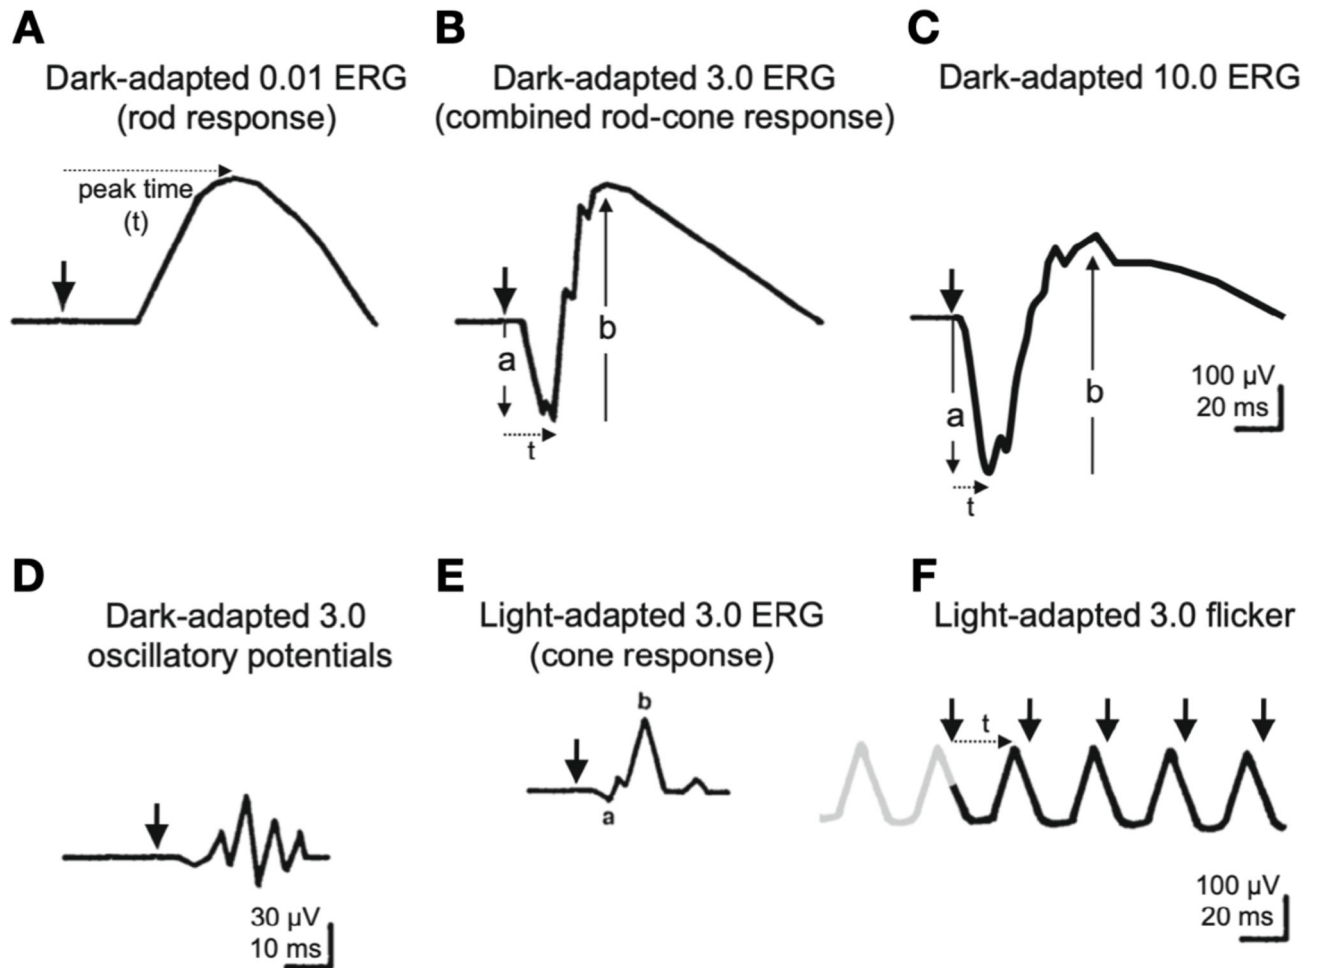 A
Dark-adapted 0.01 ERG
(rod response)
peak time
(t)
B
Dark-adapted 3.0 ERG
(combined rod-cone response)
a
b
t
C
Dark-adapted 10.0 ERG
a
b
t
100 µV
20 ms
D
Dark-adapted 3.0
oscillatory potentials
30 µV
10 ms
E
Light-adapted 3.0 ERG
(cone response)
b
a
F
Light-adapted 3.0 flicker
t
100 µV
20 ms